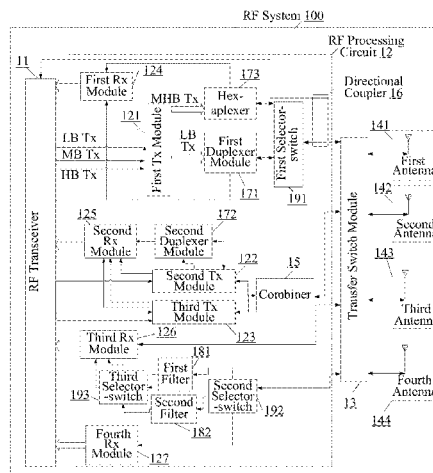 RF System 100
RF Processing
Circuit 12
11
First Rx
Module
124
173
Directional
Coupler 16
121
MHB Tx
Hex-
aplexer
First Tx Module
LB
Tx
First
Duplexer
Module
171
First Selector-
switch
191
LB Tx
MB Tx
HB Tx
141
First
Antenna
142
Second
Antenna
143
Third
Antenna
Fourth
Antenna
144
Transfer Switch Module
13
RF Transceiver
125
Second
Rx
Module
Second
Duplexer
Module
172
Second Tx
Module
122
15
Combiner
Third Tx
Module
123
Third Rx
Module
126
181
First
Filter
Third
Selector
-switch
193
Second
Filter
182
Second
Selector
-switch
192
Fourth
Rx
Module
127